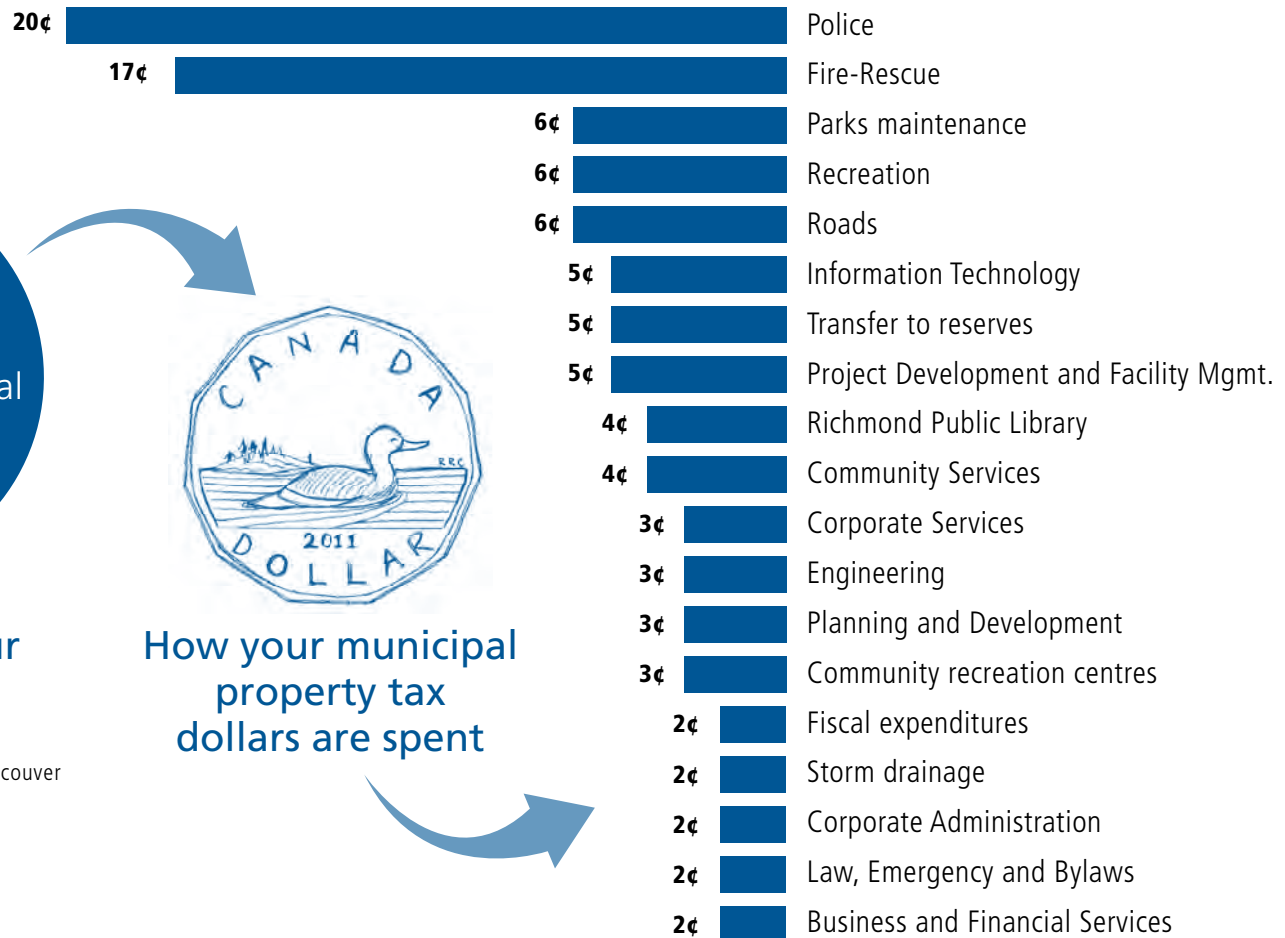 20¢ Police
17¢ Fire-Rescue
6¢ Parks maintenance
6¢ Recreation
6¢ Roads
5¢ Information Technology
5¢ Transfer to reserves
5¢ Project Development and Facility Mgmt.
4¢ Richmond Public Library
4¢ Community Services
3¢ Corporate Services
3¢ Engineering
3¢ Planning and Development
3¢ Community recreation centres
2¢ Fiscal expenditures
2¢ Storm drainage
2¢ Corporate Administration
2¢ Law, Emergency and Bylaws
2¢ Business and Financial Services
al
CANADA
RRC
2011
DOLLAR
ur
How your municipal
property tax
dollars are spent
couver